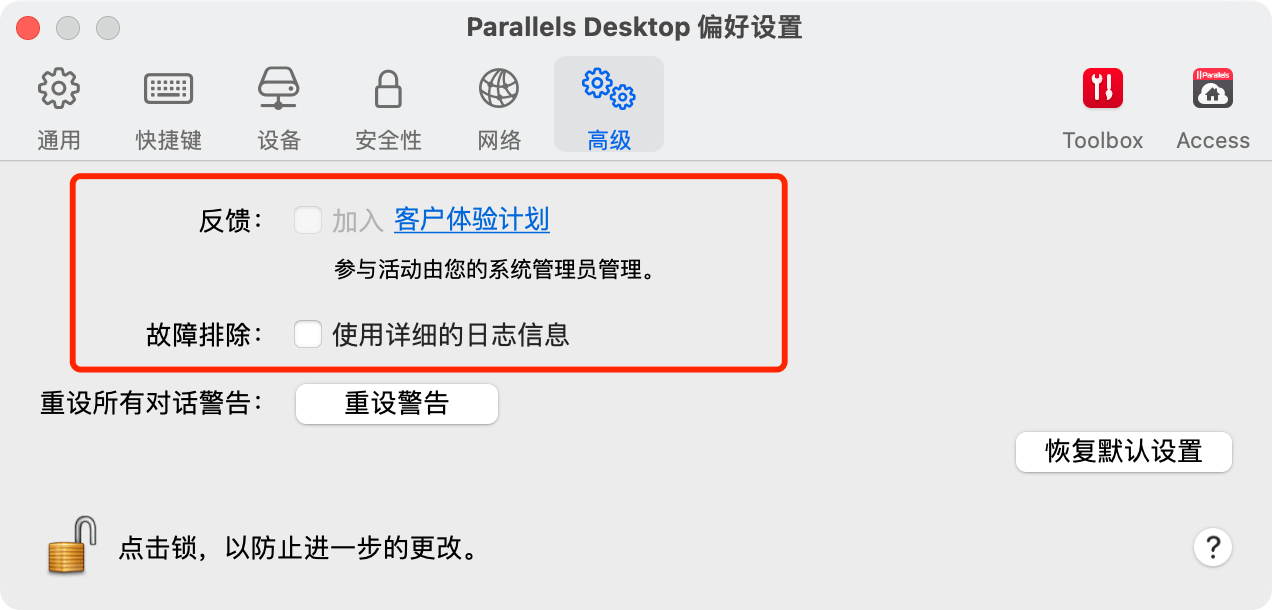 Parallels Desktop 偏好设置
通用 快捷键 设备 安全性 网络 高级 Toolbox Access
Parallels
反馈： 加入 客户体验计划
参与活动由您的系统管理员管理。
故障排除： 使用详细的日志信息
重设所有对话警告： 重设警告
恢复默认设置
点击锁，以防止进一步的更改。
?